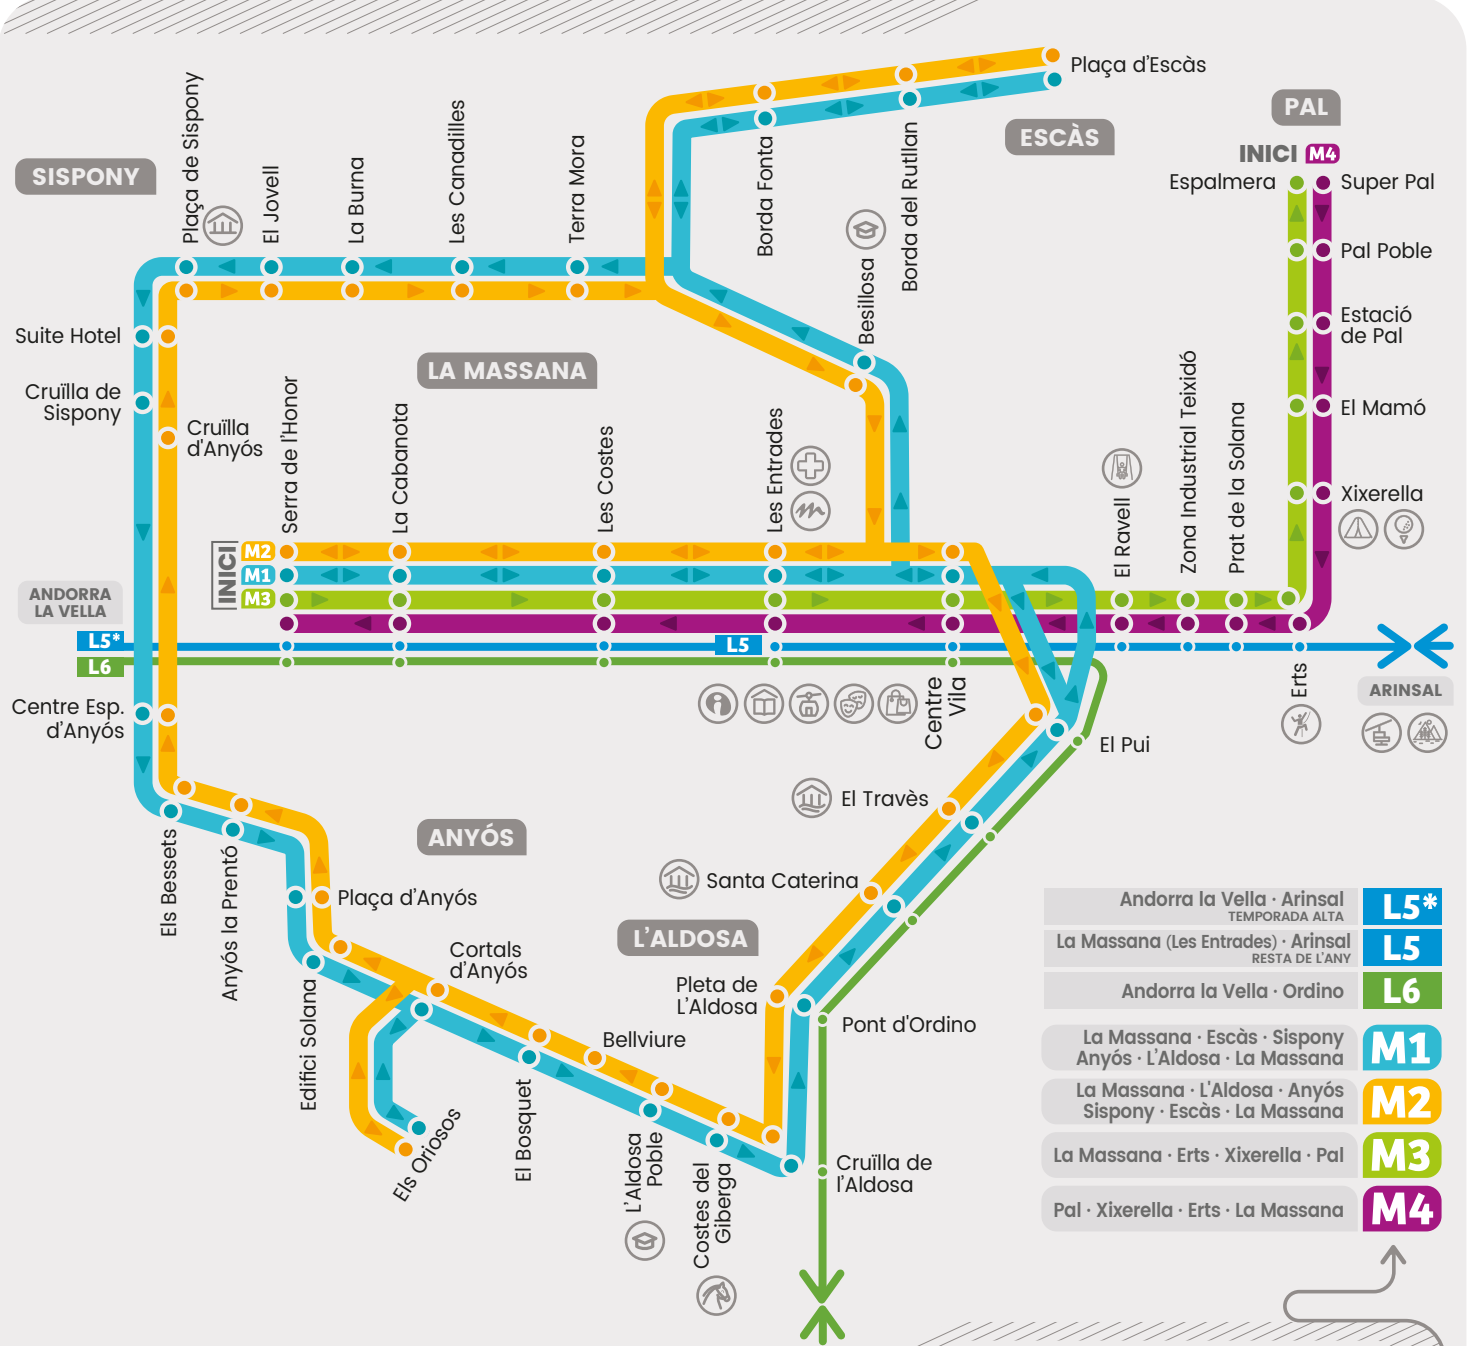 Plaça d'Escàs
PAL
INICI M4
ESCÀS
SISPONY
Plaça de Sispony
El Jovell
La Burna
Les Canadilles
Terra Mora
Borda Fonta
Besillosa
Borda del Rutllan
Espalmera
Super Pal
Pal Poble
Estació
de Pal
El Mamó
Xixerella
Suite Hotel
Cruïlla de
Sispony
Cruïlla
d'Anyós
LA MASSANA
Serra de l'Honor
La Cabanota
Les Costes
Les Entrades
El Ravell
Zona Industrial Teixidó
Prat de la Solana
INICI
M2
M1
M3
ANDORRA
LA VELLA
L5*
L6
L5
Centre
Vila
Erts
ARINSAL
Centre Esp.
d'Anyós
El Pui
El Travès
Els Bessets
Anyós la Prentó
ANYÓS
Plaça d'Anyós
Santa Caterina
L'ALDOSA
Edifici Solana
Cortals
d'Anyós
Pleta de
L'Aldosa
Pont d'Ordino
Bellviure
Els Oriosos
El Bosquet
L'Aldosa
Poble
Costes del
Giberga
Cruïlla de
l'Aldosa
Andorra la Vella · Arinsal
TEMPORADA ALTA
L5*
La Massana (Les Entrades) · Arinsal
RESTA DE L'ANY
L5
Andorra la Vella · Ordino
L6
La Massana · Escàs · Sispony
Anyós · L'Aldosa · La Massana
M1
La Massana · L'Aldosa · Anyós
Sispony · Escàs · La Massana
M2
La Massana · Erts · Xixerella · Pal
M3
Pal · Xixerella · Erts · La Massana
M4